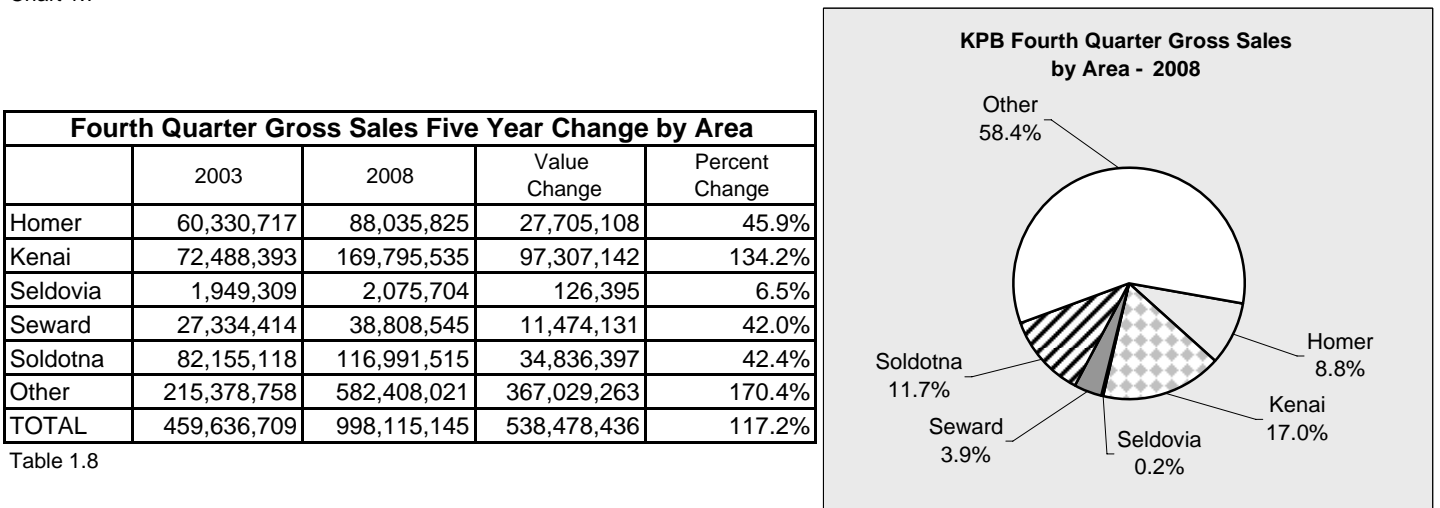 Fourth Quarter Gross Sales Five Year Change by Area
2003 2008 Value Change Percent Change
Homer 60,330,717 88,035,825 27,705,108 45.9%
Kenai 72,488,393 169,795,535 97,307,142 134.2%
Seldovia 1,949,309 2,075,704 126,395 6.5%
Seward 27,334,414 38,808,545 11,474,131 42.0%
Soldotna 82,155,118 116,991,515 34,836,397 42.4%
Other 215,378,758 582,408,021 367,029,263 170.4%
TOTAL 459,636,709 998,115,145 538,478,436 117.2%
Table 1.8
KPB Fourth Quarter Gross Sales
by Area - 2008
Other
58.4%
Homer
8.8%
Kenai
17.0%
Seldovia
0.2%
Seward
3.9%
Soldotna
11.7%